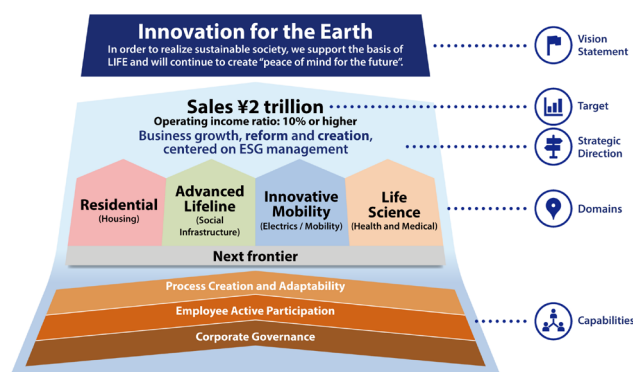 Innovation for the Earth
In order to realize sustainable society, we support the basis of
LIFE and will continue to create “peace of mind for the future”.
Vision
Statement
Sales ¥2 trillion
Operating income ratio: 10% or higher
Target
Business growth, reform and creation,
centered on ESG management
Strategic
Direction
Residential
(Housing)
Advanced
Lifeline
(Social
Infrastructure)
Innovative
Mobility
(Electrics / Mobility)
Life
Science
(Health and Medical)
Domains
Next frontier
Process Creation and Adaptability
Employee Active Participation
Corporate Governance
Capabilities